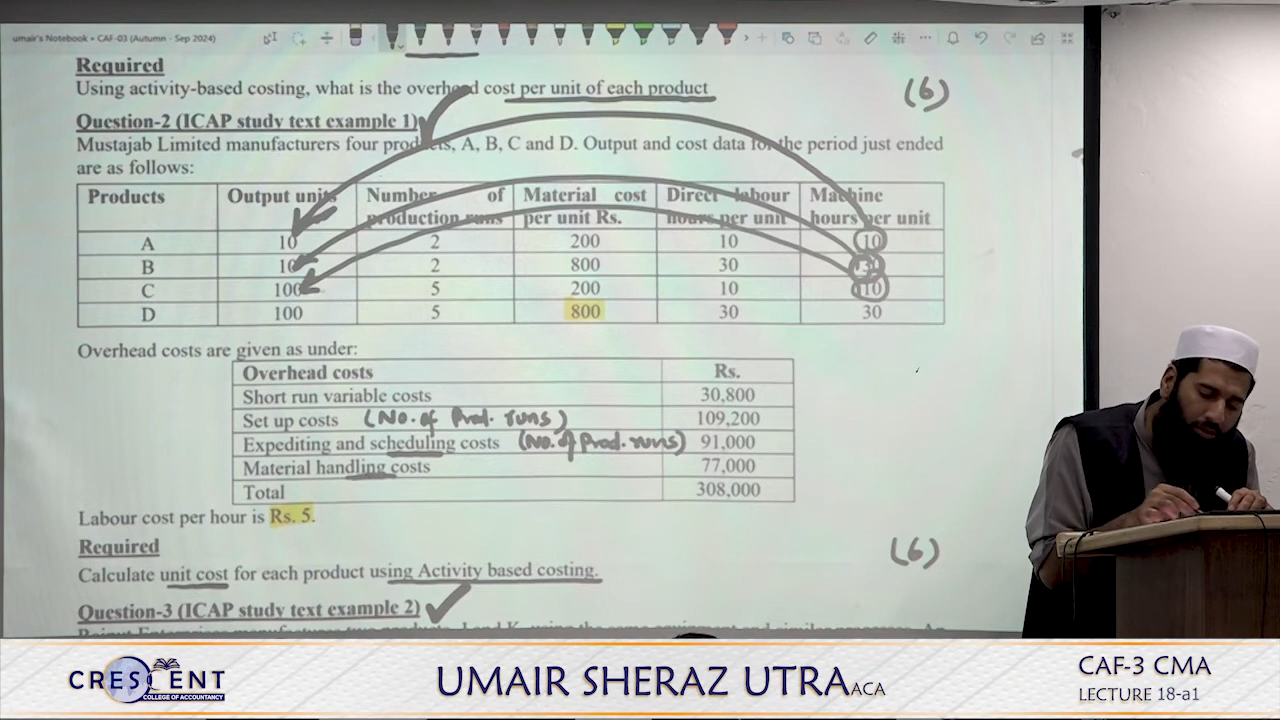 umair's Notebook • CAF-03 (Autumn - Sep 2024)
Required
Using activity-based costing, what is the overhead cost per unit of each product (6)
Question-2 (ICAP study text example 1)
Mustajab Limited manufacturers four products, A, B, C and D. Output and cost data for the period just ended
are as follows:
Products Output units Number of Material cost Direct labour Machine
production runs per unit Rs. hours per unit hours per unit
A 10 2 200 10 10
B 10 2 800 30 30
C 100 5 200 10 10
D 100 5 800 30 30
Overhead costs are given as under:
Overhead costs Rs.
Short run variable costs 30,800
Set up costs (No. of Prod. runs) 109,200
Expediting and scheduling costs (No. of Prod. runs) 91,000
Material handling costs 77,000
Total 308,000
Labour cost per hour is Rs. 5.
Required (6)
Calculate unit cost for each product using Activity based costing.
Question-3 (ICAP study text example 2)
CRESCENT
COLLEGE OF ACCOUNTANCY
UMAIR SHERAZ UTRA ACA
CAF-3 CMA
LECTURE 18-a1